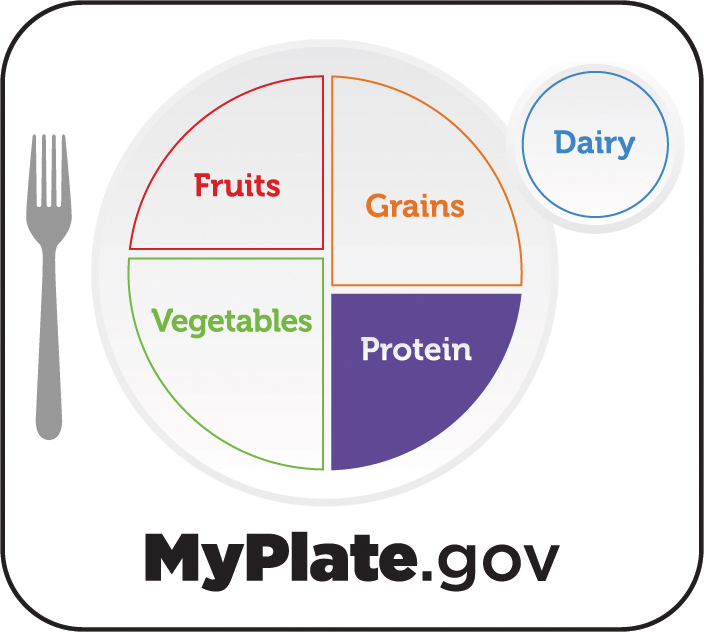 Fruits
Grains
Dairy
Vegetables
Protein
MyPlate.gov